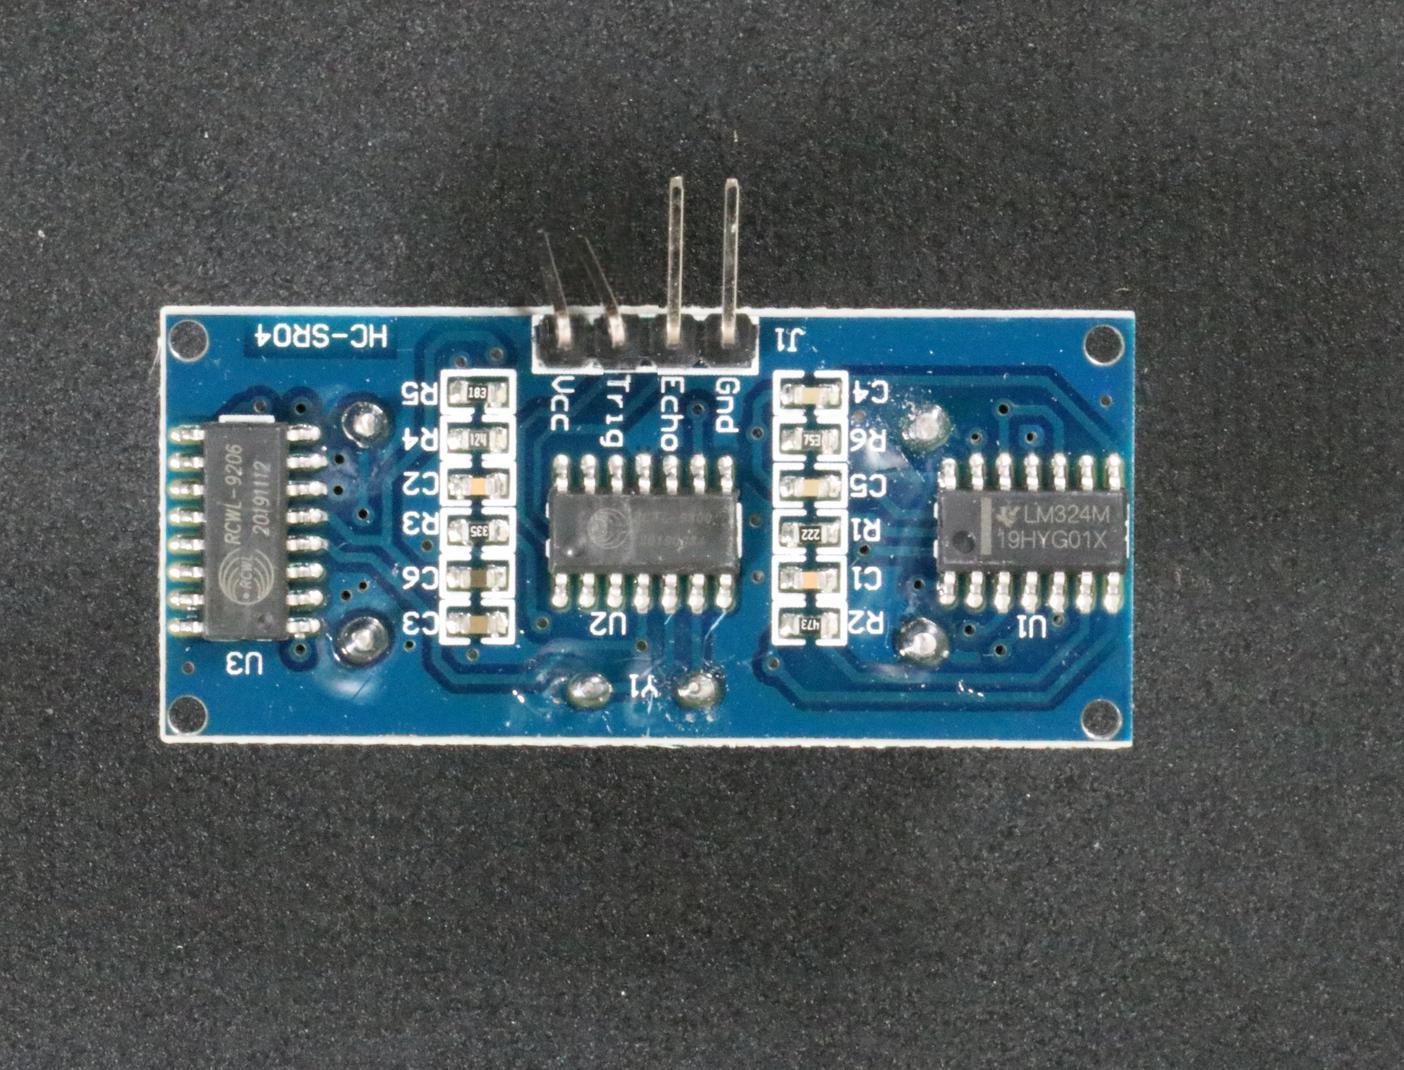 HC-SR04
J1
R5
183
Vcc
Trig
Echo
Gnd
C4
R4
124
R6
753
C2
C5
RCWL-9206
20191112
RCWL
R3
335
R1
222
LM324M
19HYG01X
C6
C1
C3
U2
R2
473
U1
U3
Y1